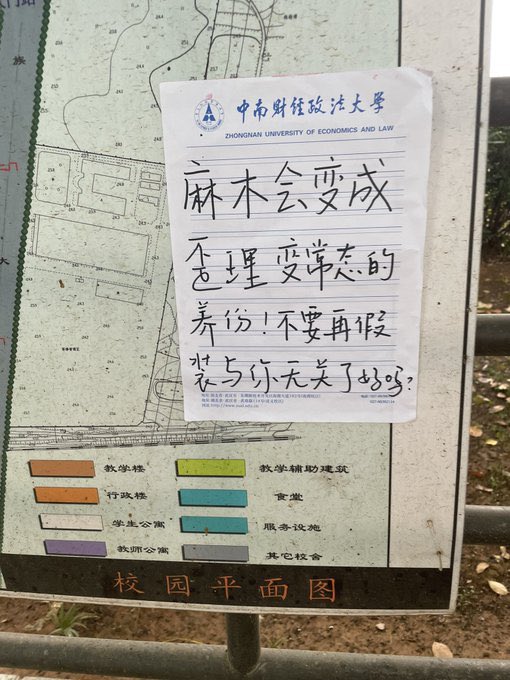 中南财经政法大学
ZHONGNAN UNIVERSITY OF ECONOMICS AND LAW
麻木会变成
歪理变常态的
养份!不要再假
装与你无关了好吗?
教学楼
教学辅助建筑
行政楼
食堂
学生公寓
服务设施
教师公寓
其它校舍
校园平面图